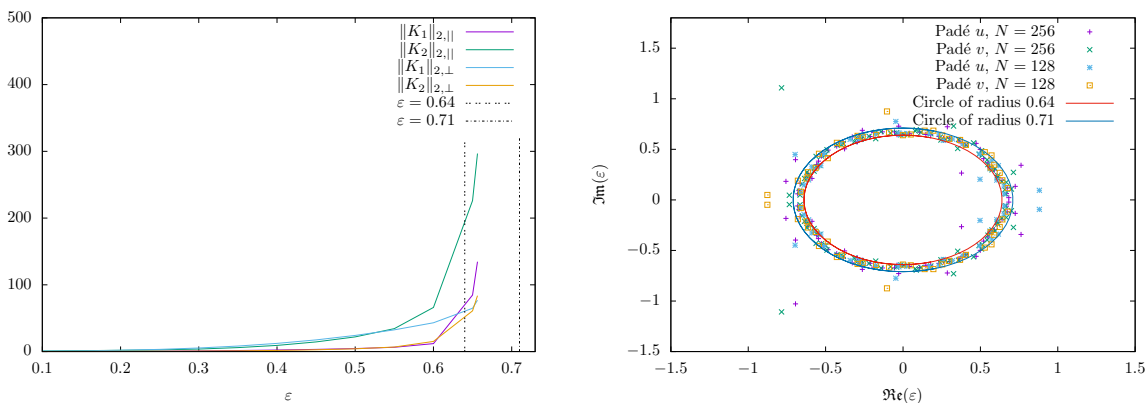 500
400
300
200
100
0
0.1 0.2 0.3 0.4 0.5 0.6 0.7
ε
‖K₁‖₂,||
‖K₂‖₂,||
‖K₁‖₂,⊥
‖K₂‖₂,⊥
ε = 0.64
ε = 0.71
1.5
1
0.5
0
−0.5
−1
−1.5
−1.5 −1 −0.5 0 0.5 1 1.5
ℑm(ε)
ℜe(ε)
Padé u, N = 256
Padé v, N = 256
Padé u, N = 128
Padé v, N = 128
Circle of radius 0.64
Circle of radius 0.71